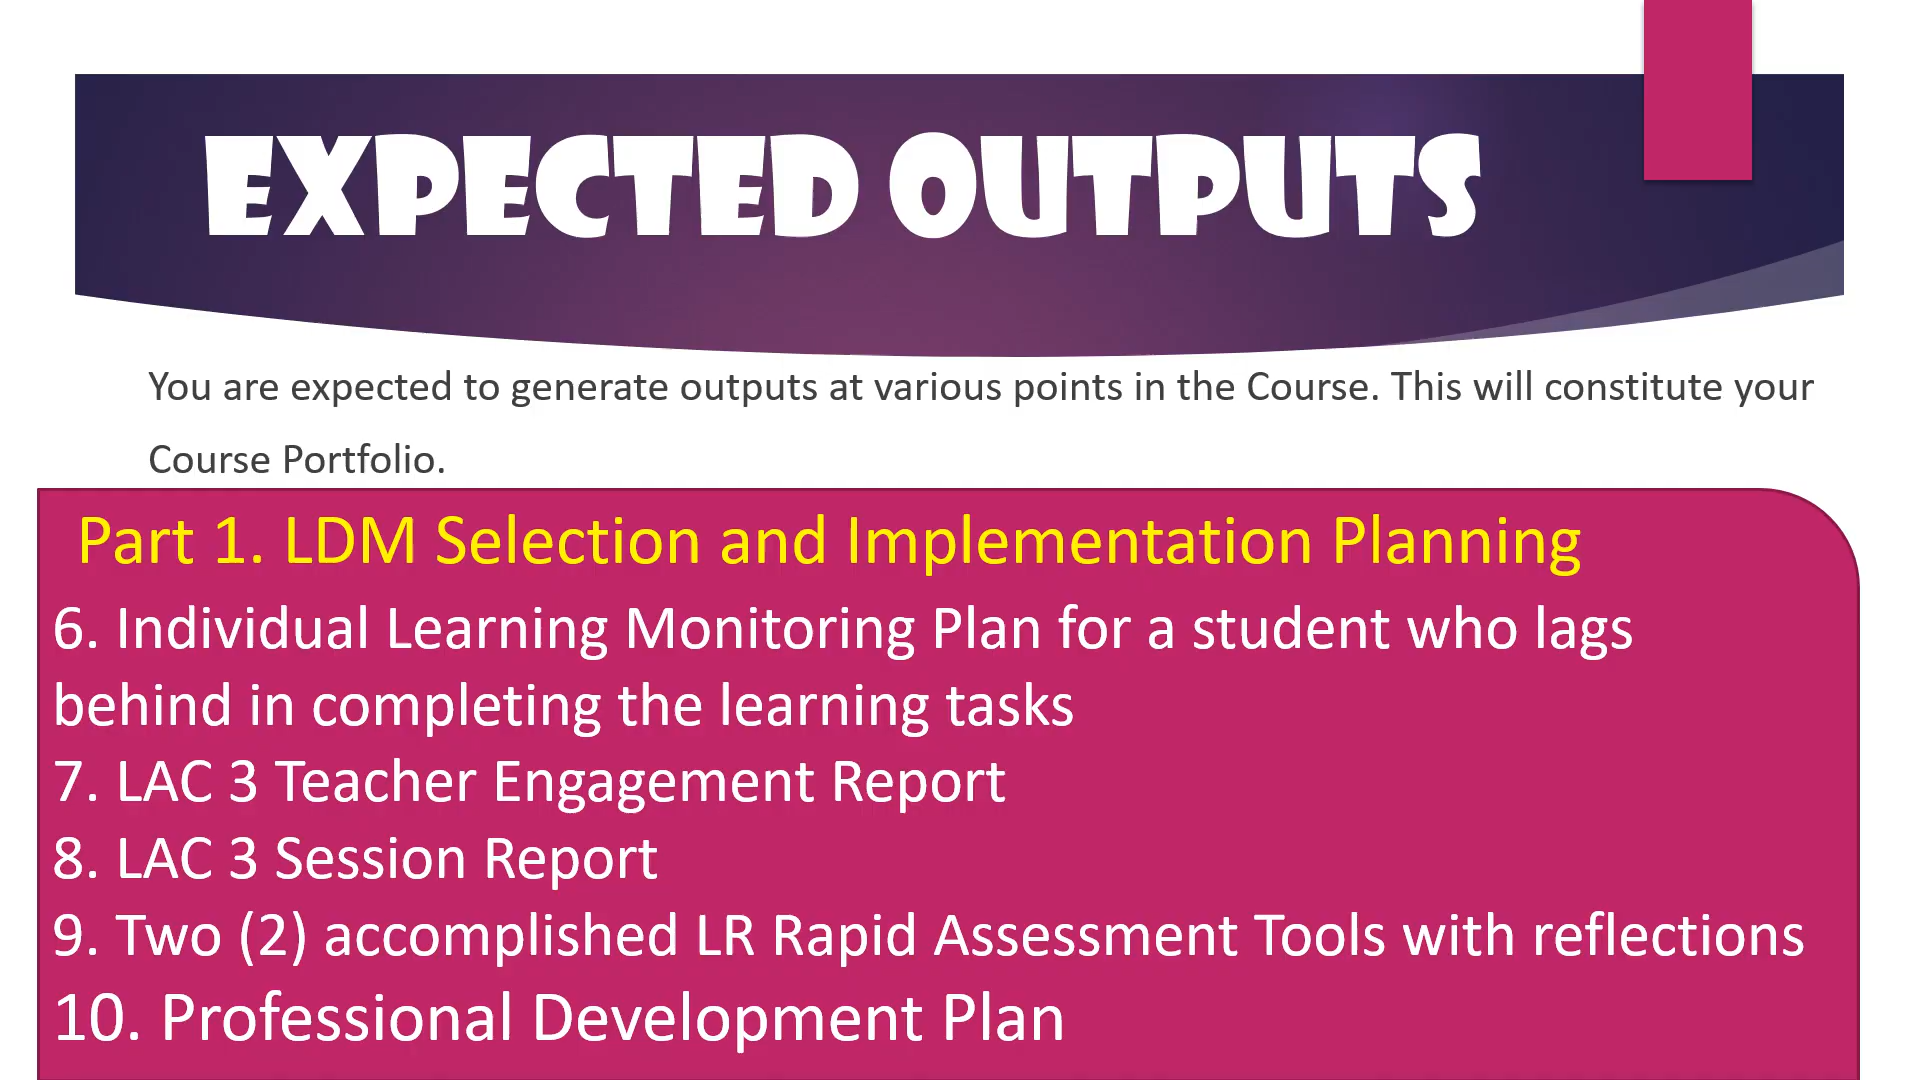 EXPECTED OUTPUTS
You are expected to generate outputs at various points in the Course. This will constitute your
Course Portfolio.
Part 1. LDM Selection and Implementation Planning
6. Individual Learning Monitoring Plan for a student who lags
behind in completing the learning tasks
7. LAC 3 Teacher Engagement Report
8. LAC 3 Session Report
9. Two (2) accomplished LR Rapid Assessment Tools with reflections
10. Professional Development Plan